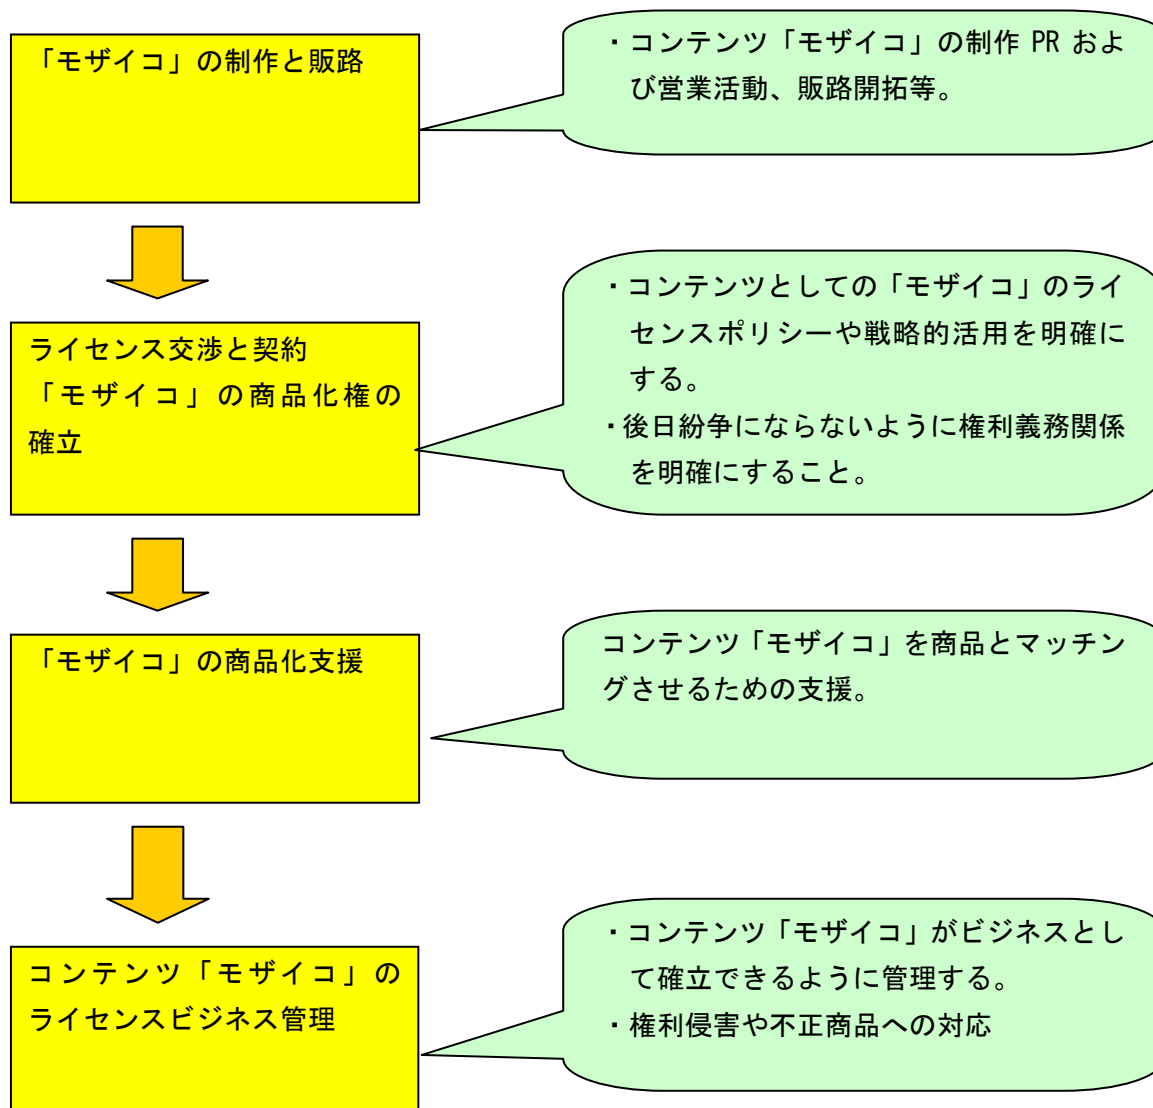 「モザイコ」の制作と販路
・コンテンツ「モザイコ」の制作 PR およ
び営業活動、販路開拓等。
ライセンス交渉と契約
「モザイコ」の商品化権の
確立
・コンテンツとしての「モザイコ」のライ
センスポリシーや戦略的活用を明確に
する。
・後日紛争にならないように権利義務関係
を明確にすること。
「モザイコ」の商品化支援
コンテンツ「モザイコ」を商品とマッチン
グさせるための支援。
コンテンツ「モザイコ」の
ライセンスビジネス管理
・コンテンツ「モザイコ」がビジネスとし
て確立できるように管理する。
・権利侵害や不正商品への対応